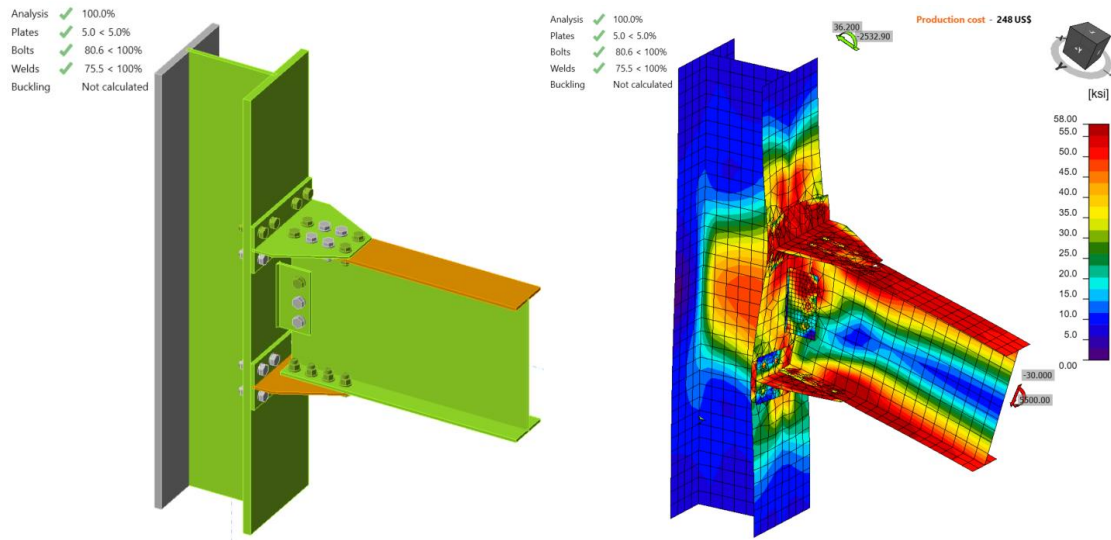 Analysis 100.0%
Plates 5.0 < 5.0%
Bolts 80.6 < 100%
Welds 75.5 < 100%
Buckling Not calculated
Analysis 100.0%
Plates 5.0 < 5.0%
Bolts 80.6 < 100%
Welds 75.5 < 100%
Buckling Not calculated
36.200
-2532.90
Production cost - 248 US$
+Y
[ksi]
58.00
55.0
50.0
45.0
40.0
35.0
30.0
25.0
20.0
15.0
10.0
5.0
0.00
-30.000
5500.00